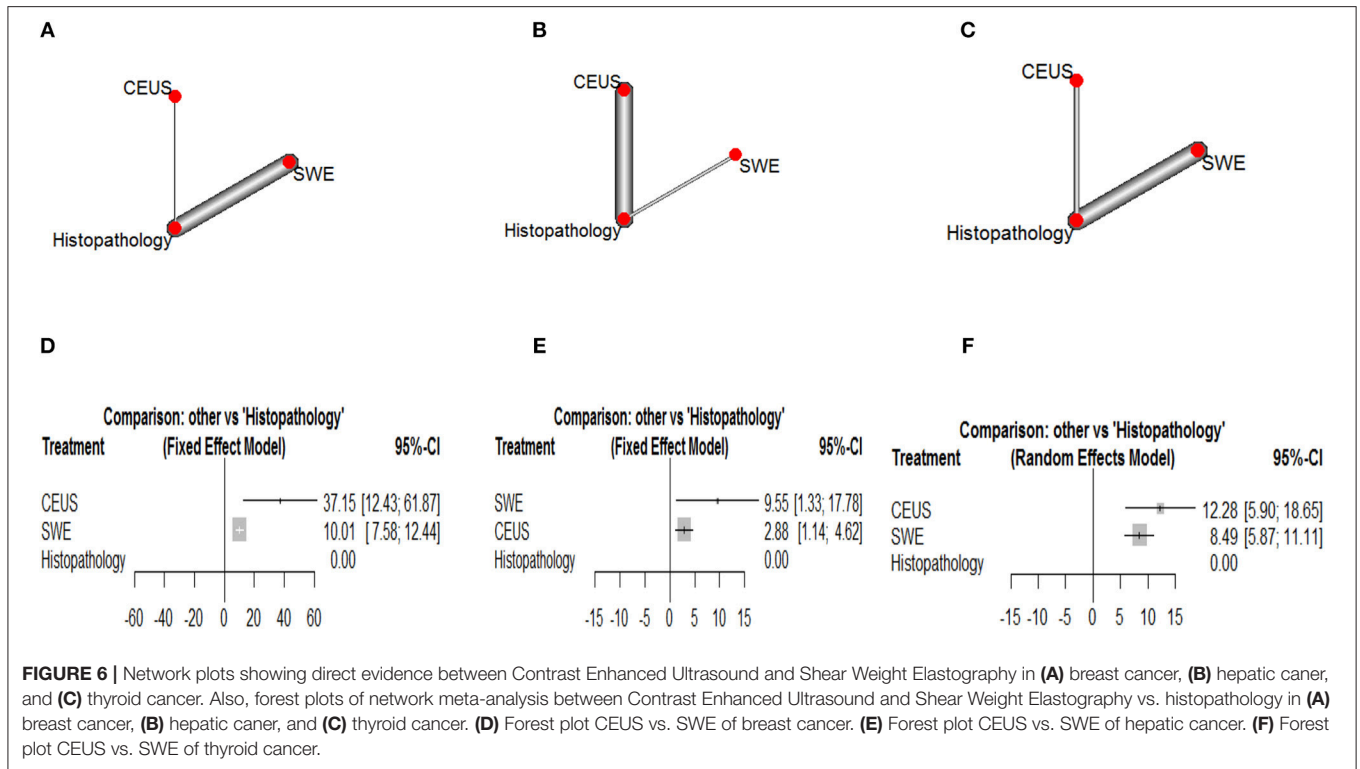 A
B
C
CEUS
SWE
Histopathology
CEUS
SWE
Histopathology
CEUS
SWE
Histopathology
D
Comparison: other vs 'Histopathology'
Treatment (Fixed Effect Model) 95%-CI
CEUS 37.15 [12.43; 61.87]
SWE 10.01 [7.58; 12.44]
Histopathology 0.00
-60 -40 -20 0 20 40 60
E
Comparison: other vs 'Histopathology'
Treatment (Fixed Effect Model) 95%-CI
SWE 9.55 [1.33; 17.78]
CEUS 2.88 [1.14; 4.62]
Histopathology 0.00
-15 -10 -5 0 5 10 15
F
Comparison: other vs 'Histopathology'
Treatment (Random Effects Model) 95%-CI
CEUS 12.28 [5.90; 18.65]
SWE 8.49 [5.87; 11.11]
Histopathology 0.00
-15 -10 -5 0 5 10 15
FIGURE 6 | Network plots showing direct evidence between Contrast Enhanced Ultrasound and Shear Weight Elastography in (A) breast cancer, (B) hepatic caner,
and (C) thyroid cancer. Also, forest plots of network meta-analysis between Contrast Enhanced Ultrasound and Shear Weight Elastography vs. histopathology in (A)
breast cancer, (B) hepatic caner, and (C) thyroid cancer. (D) Forest plot CEUS vs. SWE of breast cancer. (E) Forest plot CEUS vs. SWE of hepatic cancer. (F) Forest
plot CEUS vs. SWE of thyroid cancer.